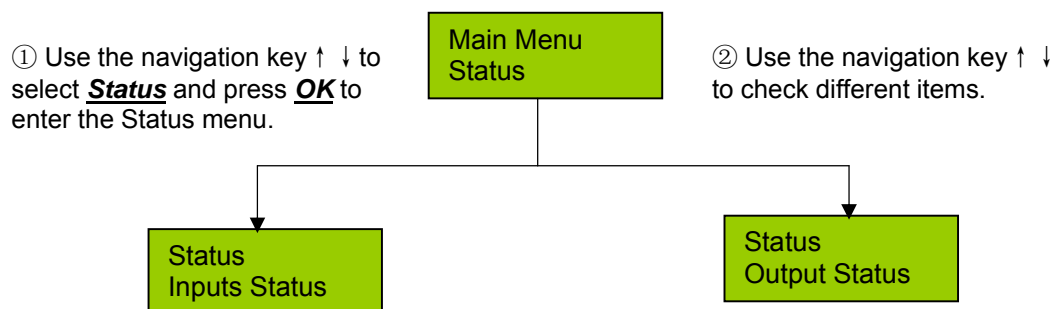 ① Use the navigation key ↑ ↓ to
select Status and press OK to
enter the Status menu.
Main Menu
Status
② Use the navigation key ↑ ↓
to check different items.
Status
Inputs Status
Status
Output Status